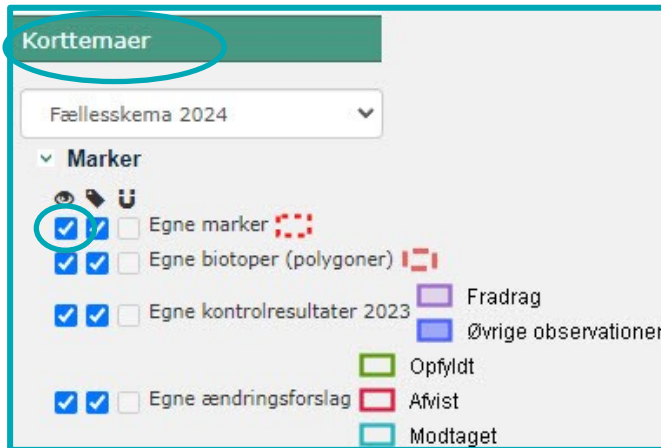 Korttemaer
Fællesskema 2024
Marker
Egne marker
Egne biotoper (polygoner)
Egne kontrolresultater 2023
Fradrag
Øvrige observationer
Egne ændringsforslag
Opfyldt
Afvist
Modtaget